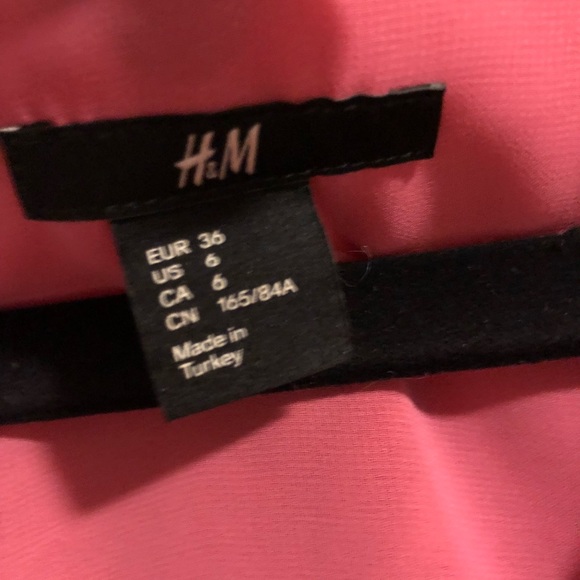 H&M
EUR 36
US 6
CA 6
CN 165/84A
Made in
Turkey